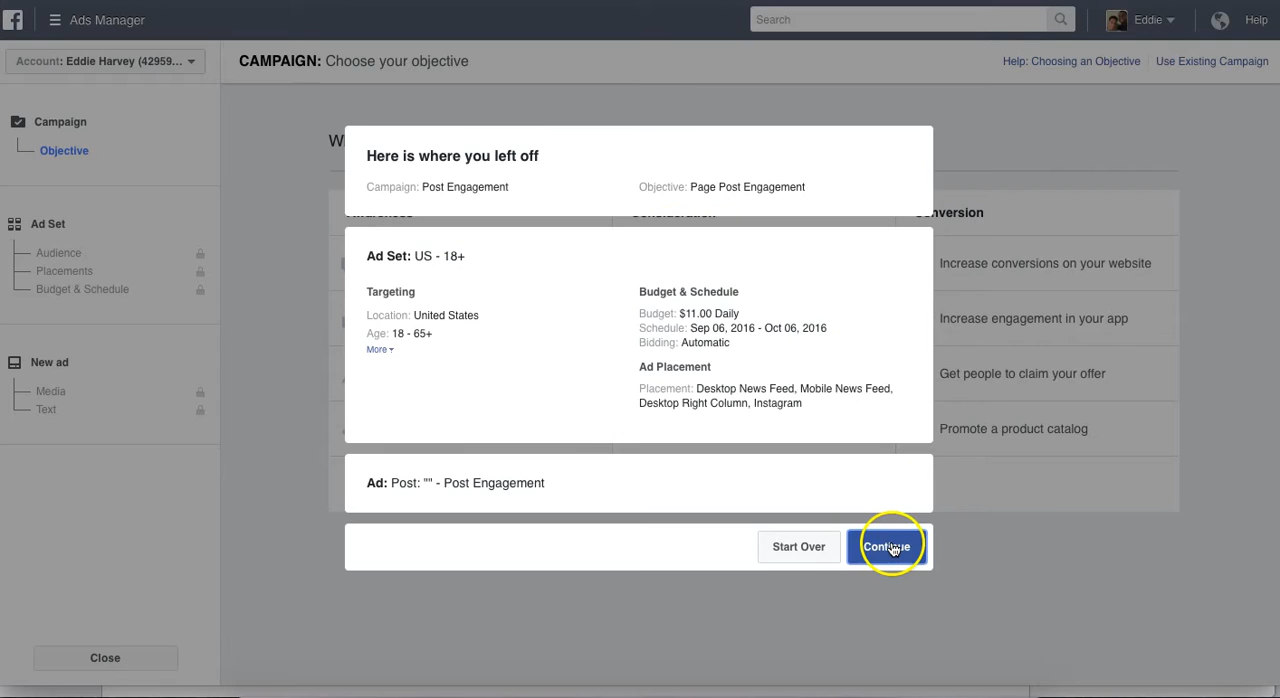 Ads Manager
Search
Eddie
Help
Account: Eddie Harvey (42959...
CAMPAIGN: Choose your objective
Help: Choosing an Objective
Use Existing Campaign
Campaign
Objective
Ad Set
Audience
Placements
Budget & Schedule
New ad
Media
Text
Close
Here is where you left off
Campaign: Post Engagement
Objective: Page Post Engagement
Awareness
Consideration
Conversion
Ad Set: US - 18+
Targeting
Location: United States
Age: 18 - 65+
More
Budget & Schedule
Budget: $11.00 Daily
Schedule: Sep 06, 2016 - Oct 06, 2016
Bidding: Automatic
Ad Placement
Placement: Desktop News Feed, Mobile News Feed,
Desktop Right Column, Instagram
Increase conversions on your website
Increase engagement in your app
Get people to claim your offer
Promote a product catalog
Ad: Post: "" - Post Engagement
Start Over
Continue